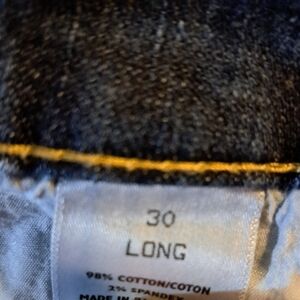 30
LONG
98% COTTON/COTON
2% SPANDEX
MADE IN